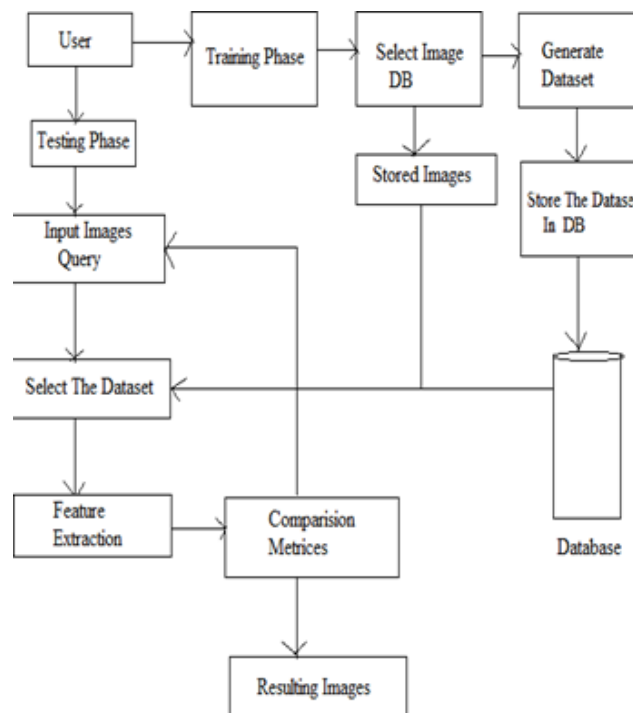 User
Training Phase
Select Image
DB
Generate
Dataset
Testing Phase
Stored Images
Store The Datase
In DB
Input Images
Query
Select The Dataset
Feature
Extraction
Comparision
Metrices
Database
Resulting Images